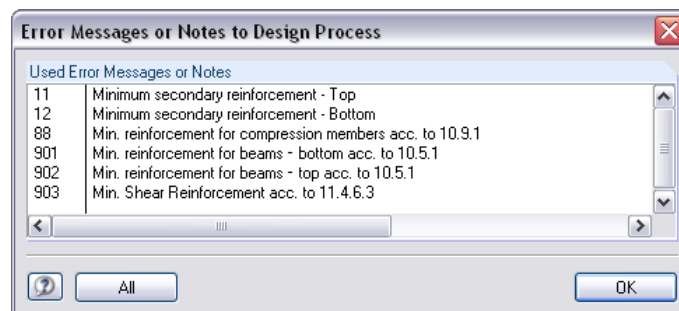 Error Messages or Notes to Design Process
Used Error Messages or Notes
11 Minimum secondary reinforcement - Top
12 Minimum secondary reinforcement - Bottom
88 Min. reinforcement for compression members acc. to 10.9.1
901 Min. reinforcement for beams - bottom acc. to 10.5.1
902 Min. reinforcement for beams - top acc. to 10.5.1
903 Min. Shear Reinforcement acc. to 11.4.6.3
All
OK